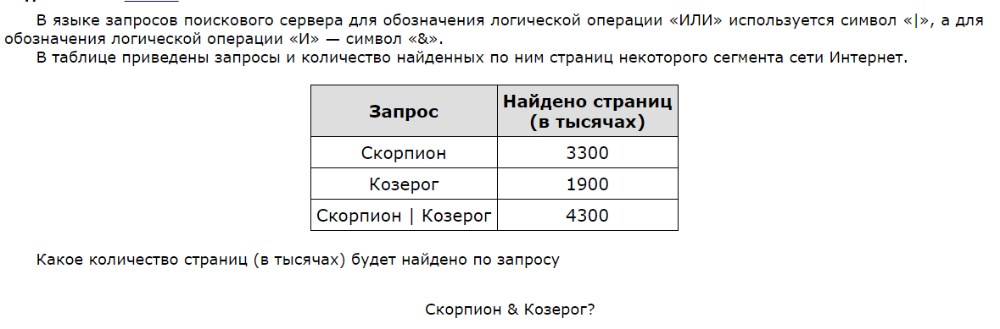 В языке запросов поискового сервера для обозначения логической операции «ИЛИ» используется символ «|», а для
обозначения логической операции «И» — символ «&».
В таблице приведены запросы и количество найденных по ним страниц некоторого сегмента сети Интернет.
Запрос
Найдено страниц
(в тысячах)
Скорпион
3300
Козерог
1900
Скорпион | Козерог
4300
Какое количество страниц (в тысячах) будет найдено по запросу
Скорпион & Козерог?